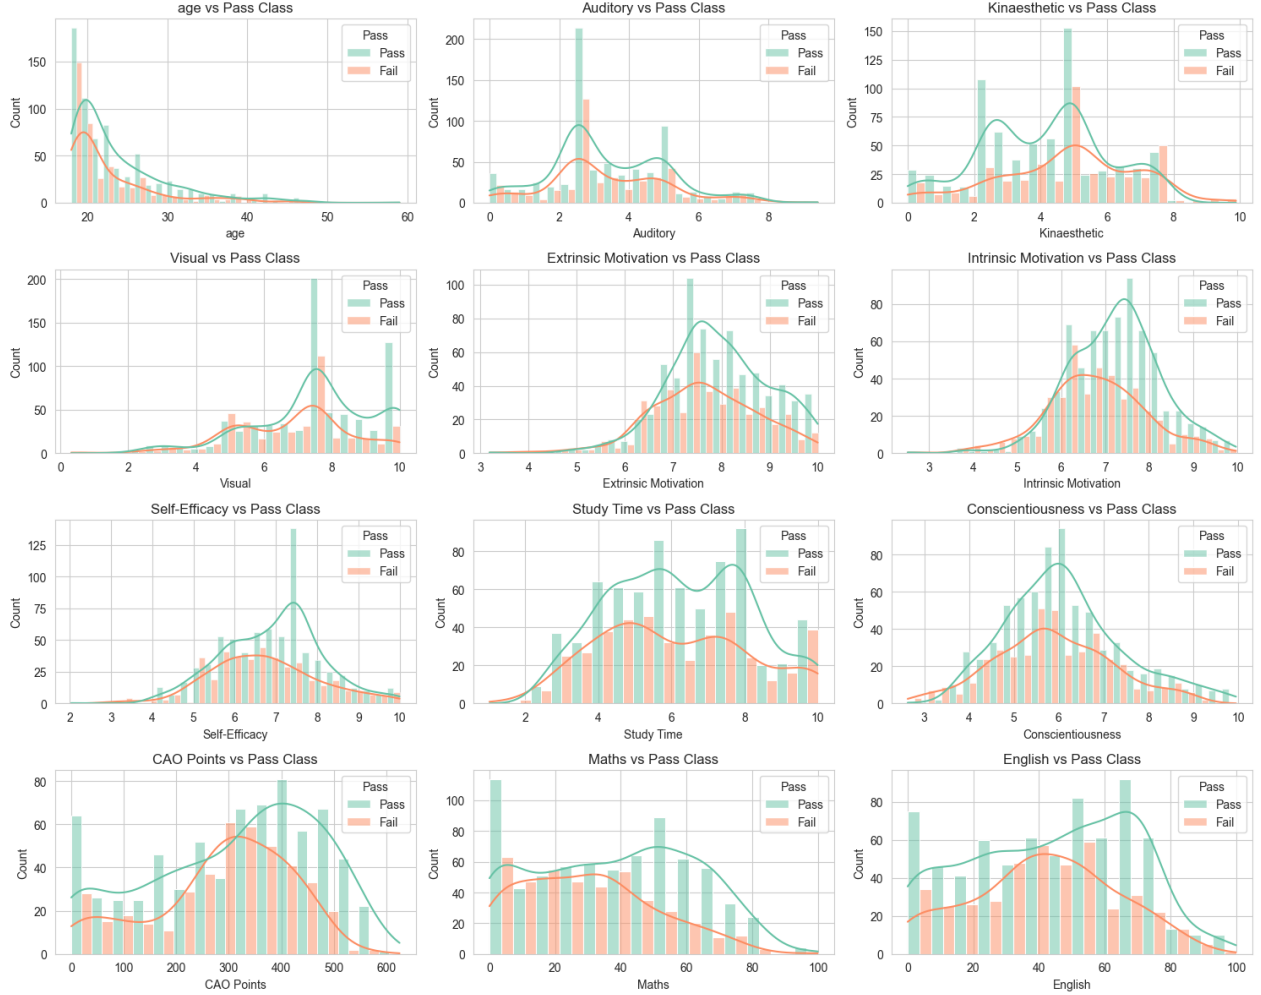 age vs Pass Class
Pass
Pass
Fail
150
100
50
0
Count
20
30
40
50
60
age
Auditory vs Pass Class
Pass
Pass
Fail
200
150
100
50
0
Count
0
2
4
6
8
Auditory
Kinaesthetic vs Pass Class
Pass
Pass
Fail
150
125
100
75
50
25
0
Count
0
2
4
6
8
10
Kinaesthetic
Visual vs Pass Class
Pass
Pass
Fail
200
150
100
50
0
Count
0
2
4
6
8
10
Visual
Extrinsic Motivation vs Pass Class
Pass
Pass
Fail
100
80
60
40
20
0
Count
3
4
5
6
7
8
9
10
Extrinsic Motivation
Intrinsic Motivation vs Pass Class
Pass
Pass
Fail
80
60
40
20
0
Count
3
4
5
6
7
8
9
10
Intrinsic Motivation
Self-Efficacy vs Pass Class
Pass
Pass
Fail
125
100
75
50
25
0
Count
2
3
4
5
6
7
8
9
10
Self-Efficacy
Study Time vs Pass Class
Pass
Pass
Fail
80
60
40
20
0
Count
2
4
6
8
10
Study Time
Conscientiousness vs Pass Class
Pass
Pass
Fail
80
60
40
20
0
Count
3
4
5
6
7
8
9
10
Conscientiousness
CAO Points vs Pass Class
Pass
Pass
Fail
80
60
40
20
0
Count
0
100
200
300
400
500
600
CAO Points
Maths vs Pass Class
Pass
Pass
Fail
100
80
60
40
20
0
Count
0
20
40
60
80
100
Maths
English vs Pass Class
Pass
Pass
Fail
80
60
40
20
0
Count
0
20
40
60
80
100
English